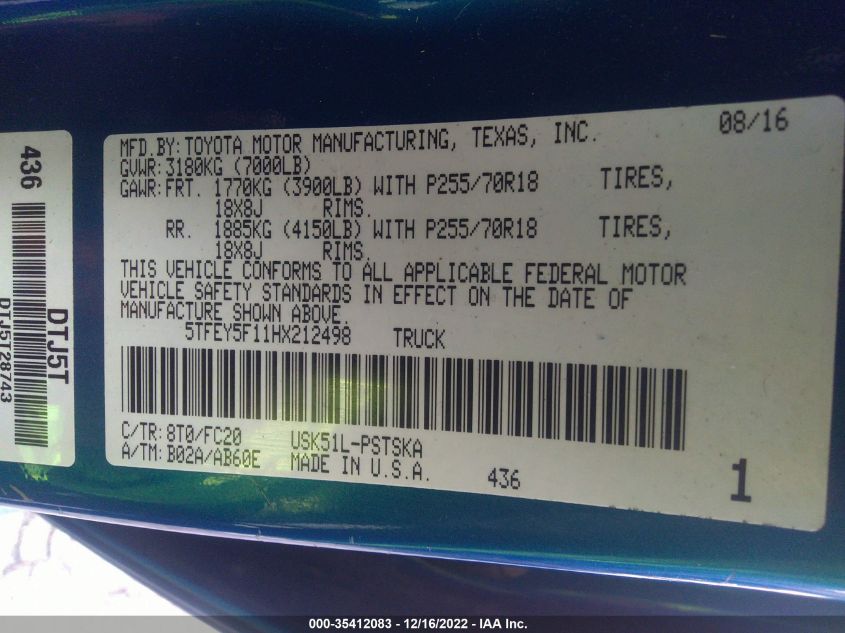 436
DTJ5T
DTJ5T28743
MFD.BY:TOYOTA MOTOR MANUFACTURING, TEXAS, INC. 08/16
GVWR:3180KG (7000LB)
GAWR:FRT. 1770KG (3900LB) WITH P255/70R18 TIRES,
18X8J RIMS.
RR. 1885KG (4150LB) WITH P255/70R18 TIRES,
18X8J RIMS.
THIS VEHICLE CONFORMS TO ALL APPLICABLE FEDERAL MOTOR
VEHICLE SAFETY STANDARDS IN EFFECT ON THE DATE OF
MANUFACTURE SHOWN ABOVE.
5TFEY5F11HX212498 TRUCK
C/TR:8T0/FC20 USK51L-PSTSKA
A/TM:B02A/AB60E MADE IN U.S.A. 436 1
000-35412083 - 12/16/2022 - IAA Inc.